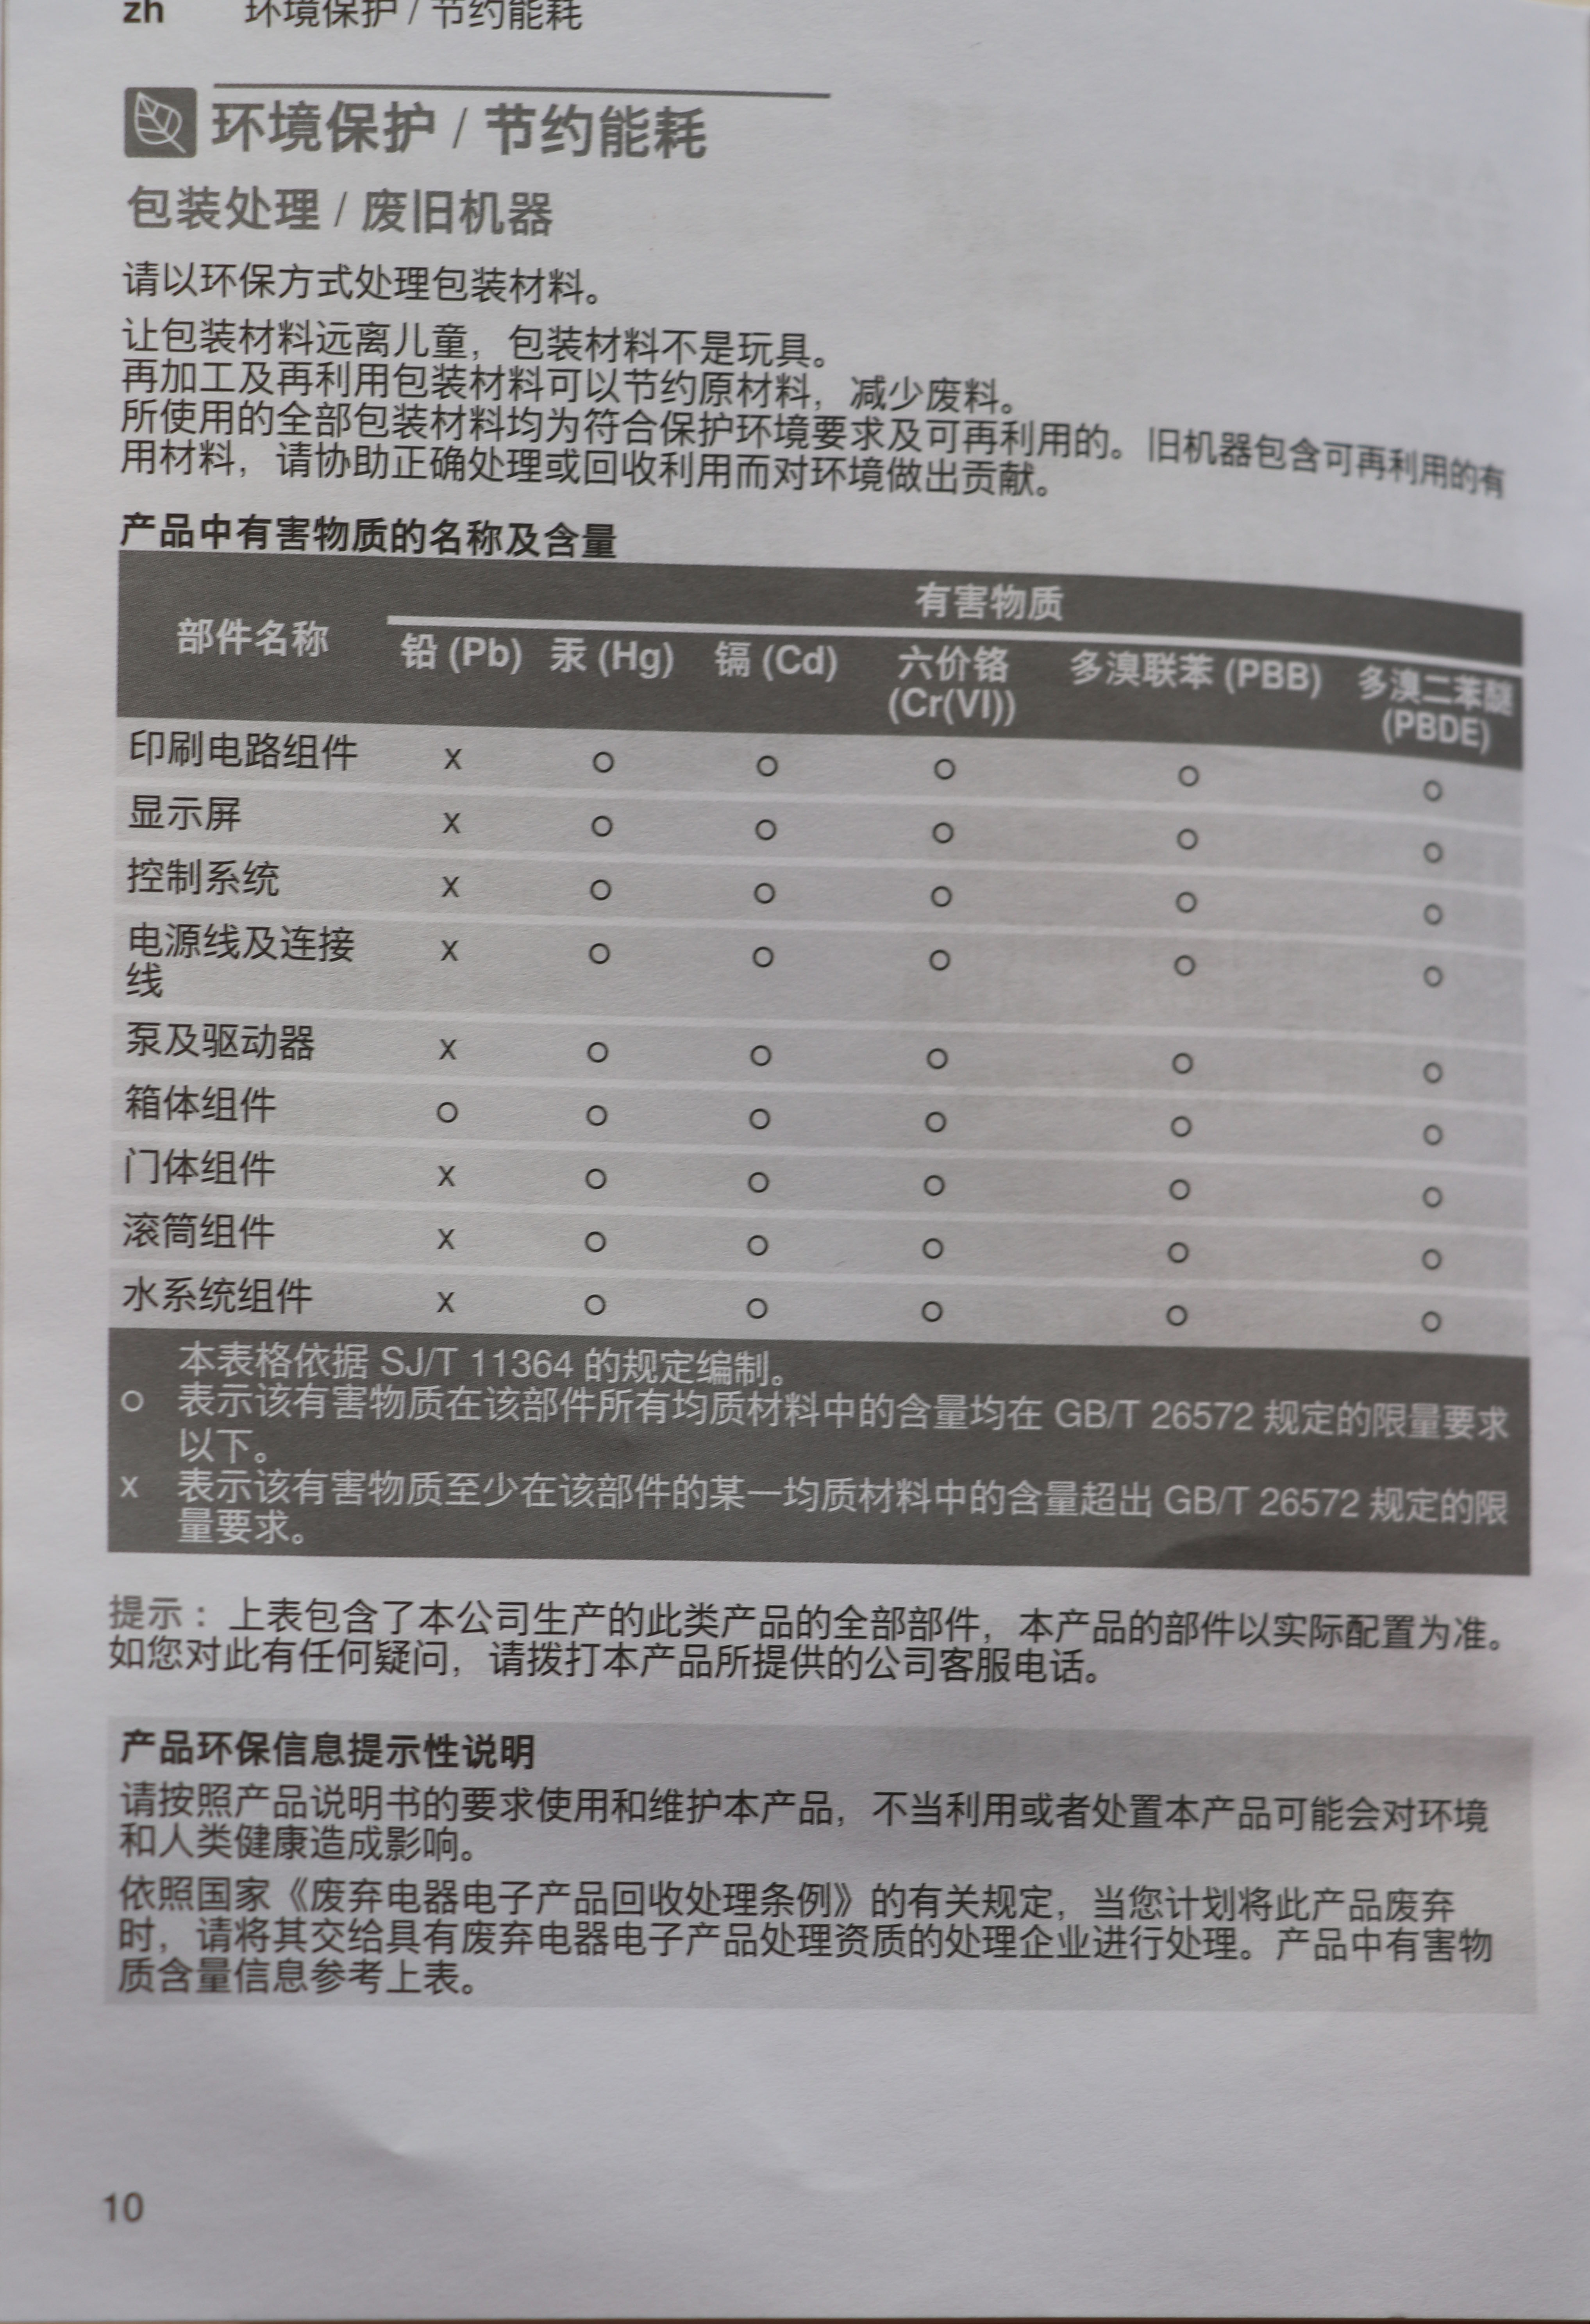 zh 环境保护 / 节约能耗
环境保护 / 节约能耗
包装处理 / 废旧机器
请以环保方式处理包装材料。
让包装材料远离儿童，包装材料不是玩具。
再加工及再利用包装材料可以节约原材料，减少废料。
所使用的全部包装材料均为符合保护环境要求及可再利用的。旧机器包含可再利用的有
用材料，请协助正确处理或回收利用而对环境做出贡献。
产品中有害物质的名称及含量
有害物质
部件名称 铅 (Pb) 汞 (Hg) 镉 (Cd) 六价铬 多溴联苯 (PBB) 多溴二苯醚
(Cr(VI)) (PBDE)
印刷电路组件 x o o o o o
显示屏 x o o o o o
控制系统 x o o o o o
电源线及连接 x o o o o o
线
泵及驱动器 x o o o o o
箱体组件 o o o o o o
门体组件 x o o o o o
滚筒组件 x o o o o o
水系统组件 x o o o o o
本表格依据 SJ/T 11364 的规定编制。
o 表示该有害物质在该部件所有均质材料中的含量均在 GB/T 26572 规定的限量要求
以下。
x 表示该有害物质至少在该部件的某一均质材料中的含量超出 GB/T 26572 规定的限
量要求。
提示：上表包含了本公司生产的此类产品的全部部件，本产品的部件以实际配置为准。
如您对此有任何疑问，请拨打本产品所提供的公司客服电话。
产品环保信息提示性说明
请按照产品说明书的要求使用和维护本产品，不当利用或者处置本产品可能会对环境
和人类健康造成影响。
依照国家《废弃电器电子产品回收处理条例》的有关规定，当您计划将此产品废弃
时，请将其交给具有废弃电器电子产品处理资质的处理企业进行处理。产品中有害物
质含量信息参考上表。
10